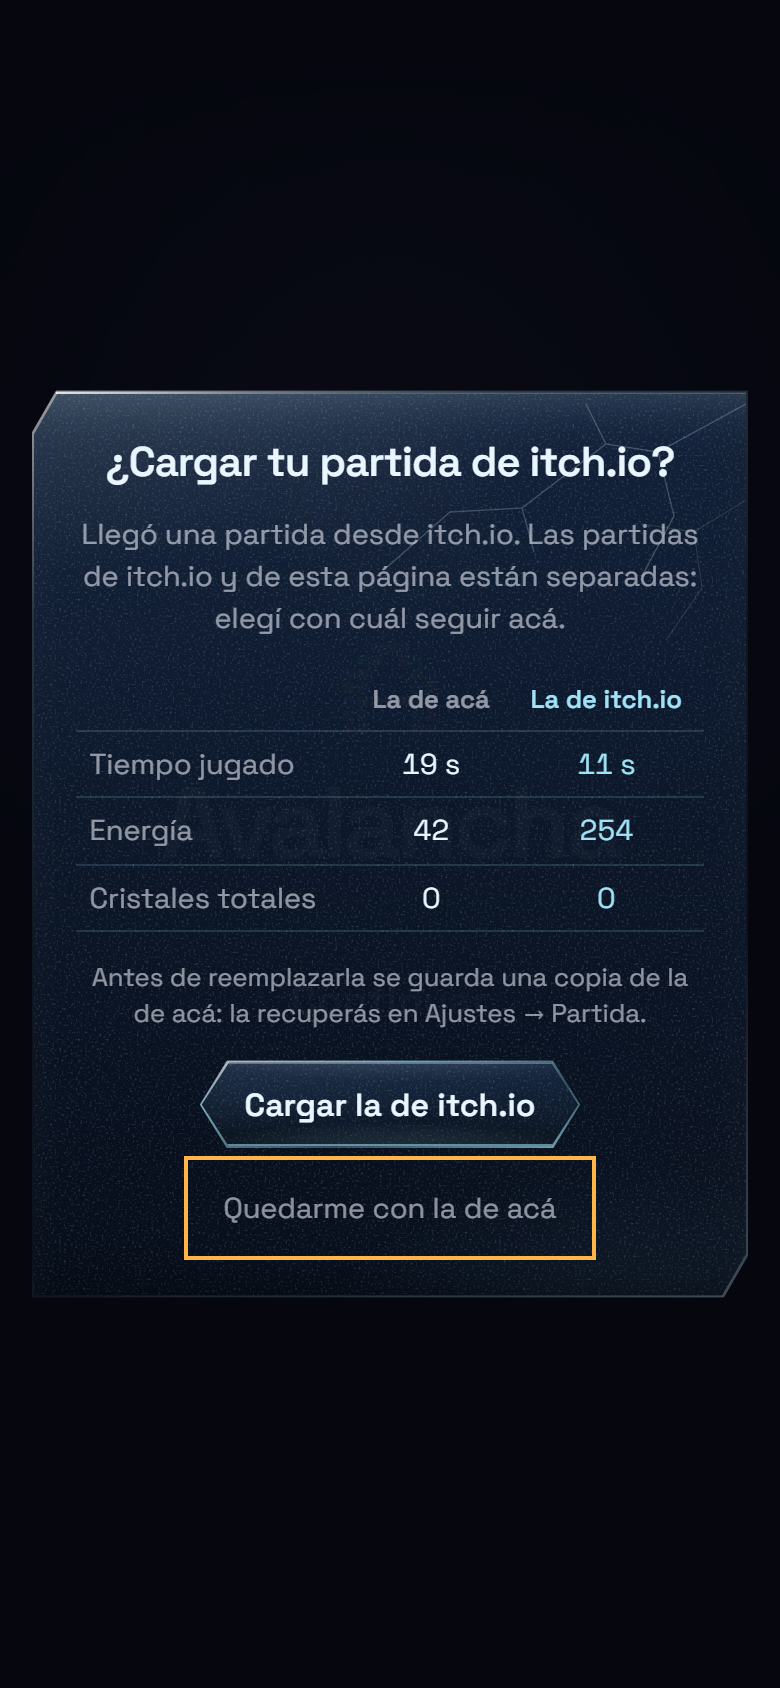 ¿Cargar tu partida de itch.io?
Llegó una partida desde itch.io. Las partidas
de itch.io y de esta página están separadas:
elegí con cuál seguir acá.
La de acá La de itch.io
Tiempo jugado 19 s 11 s
Energía 42 254
Cristales totales 0 0
Antes de reemplazarla se guarda una copia de la
de acá: la recuperás en Ajustes → Partida.
Cargar la de itch.io
Quedarme con la de acá